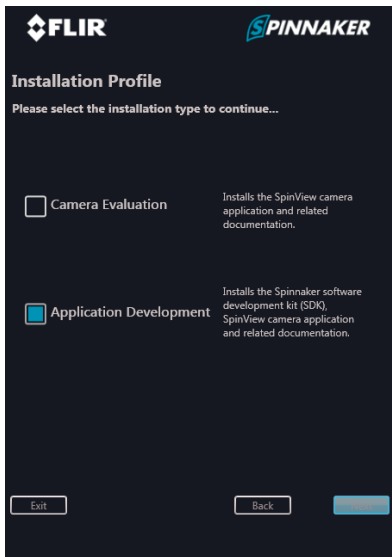 FLIR
SPINNAKER
Installation Profile
Please select the installation type to continue...
Camera Evaluation
Installs the SpinView camera
application and related
documentation.
Application Development
Installs the Spinnaker software
development kit (SDK),
SpinView camera application
and related documentation.
Exit
Back